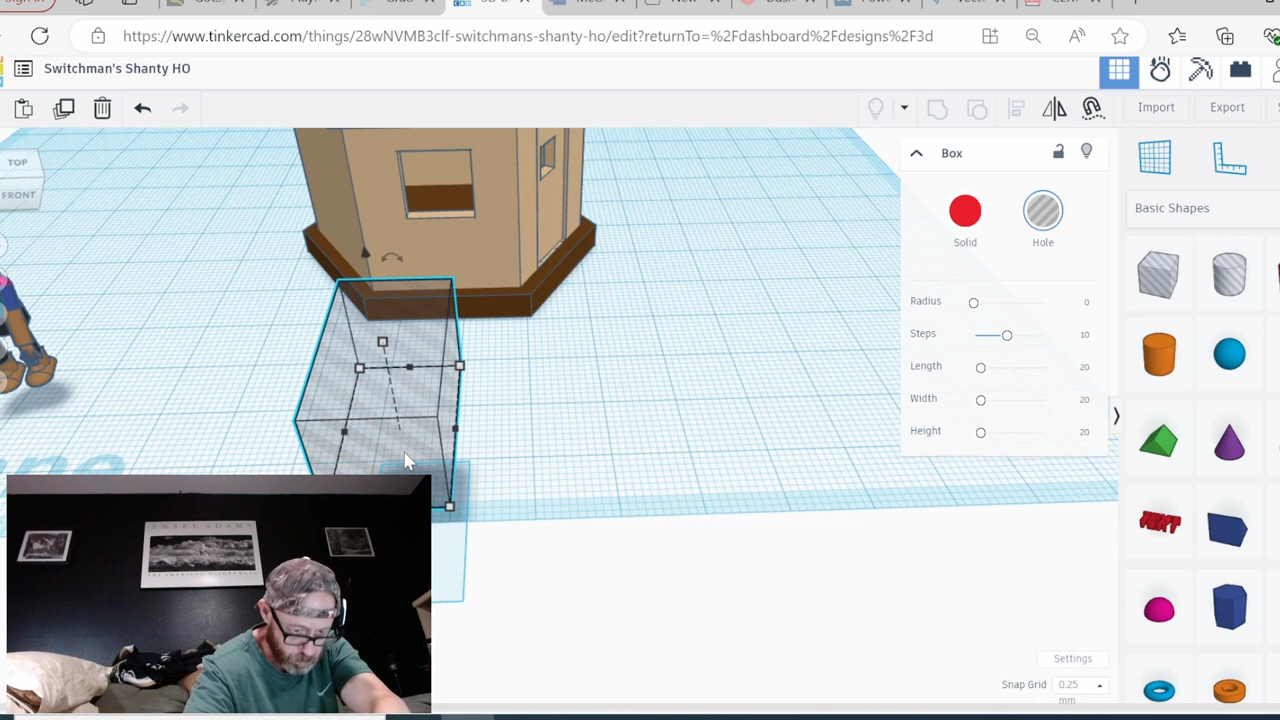 https://www.tinkercad.com/things/28wNVMB3clf-switchmans-shanty-ho/edit?returnTo=%2Fdashboard%2Fdesigns%2F3d
Switchman's Shanty HO
Import
Export
TOP
FRONT
Box
Solid
Hole
Radius 0
Steps 10
Length 20
Width 20
Height 20
Basic Shapes
TEXT
ANSEL ADAMS
Settings
Snap Grid 0.25
mm